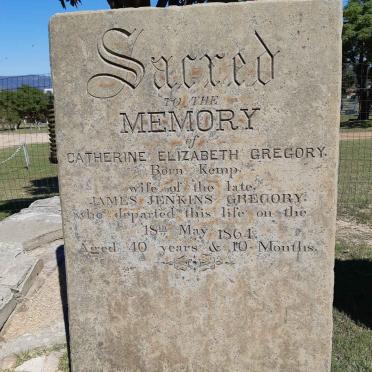 Sacred
TO THE
MEMORY
of
CATHERINE ELIZABETH GREGORY.
Born Kemp.
wife of the late.
JAMES JENKINS GREGORY.
who departed this life on the
18th May 1864.
Aged 40 years & 10 Months.